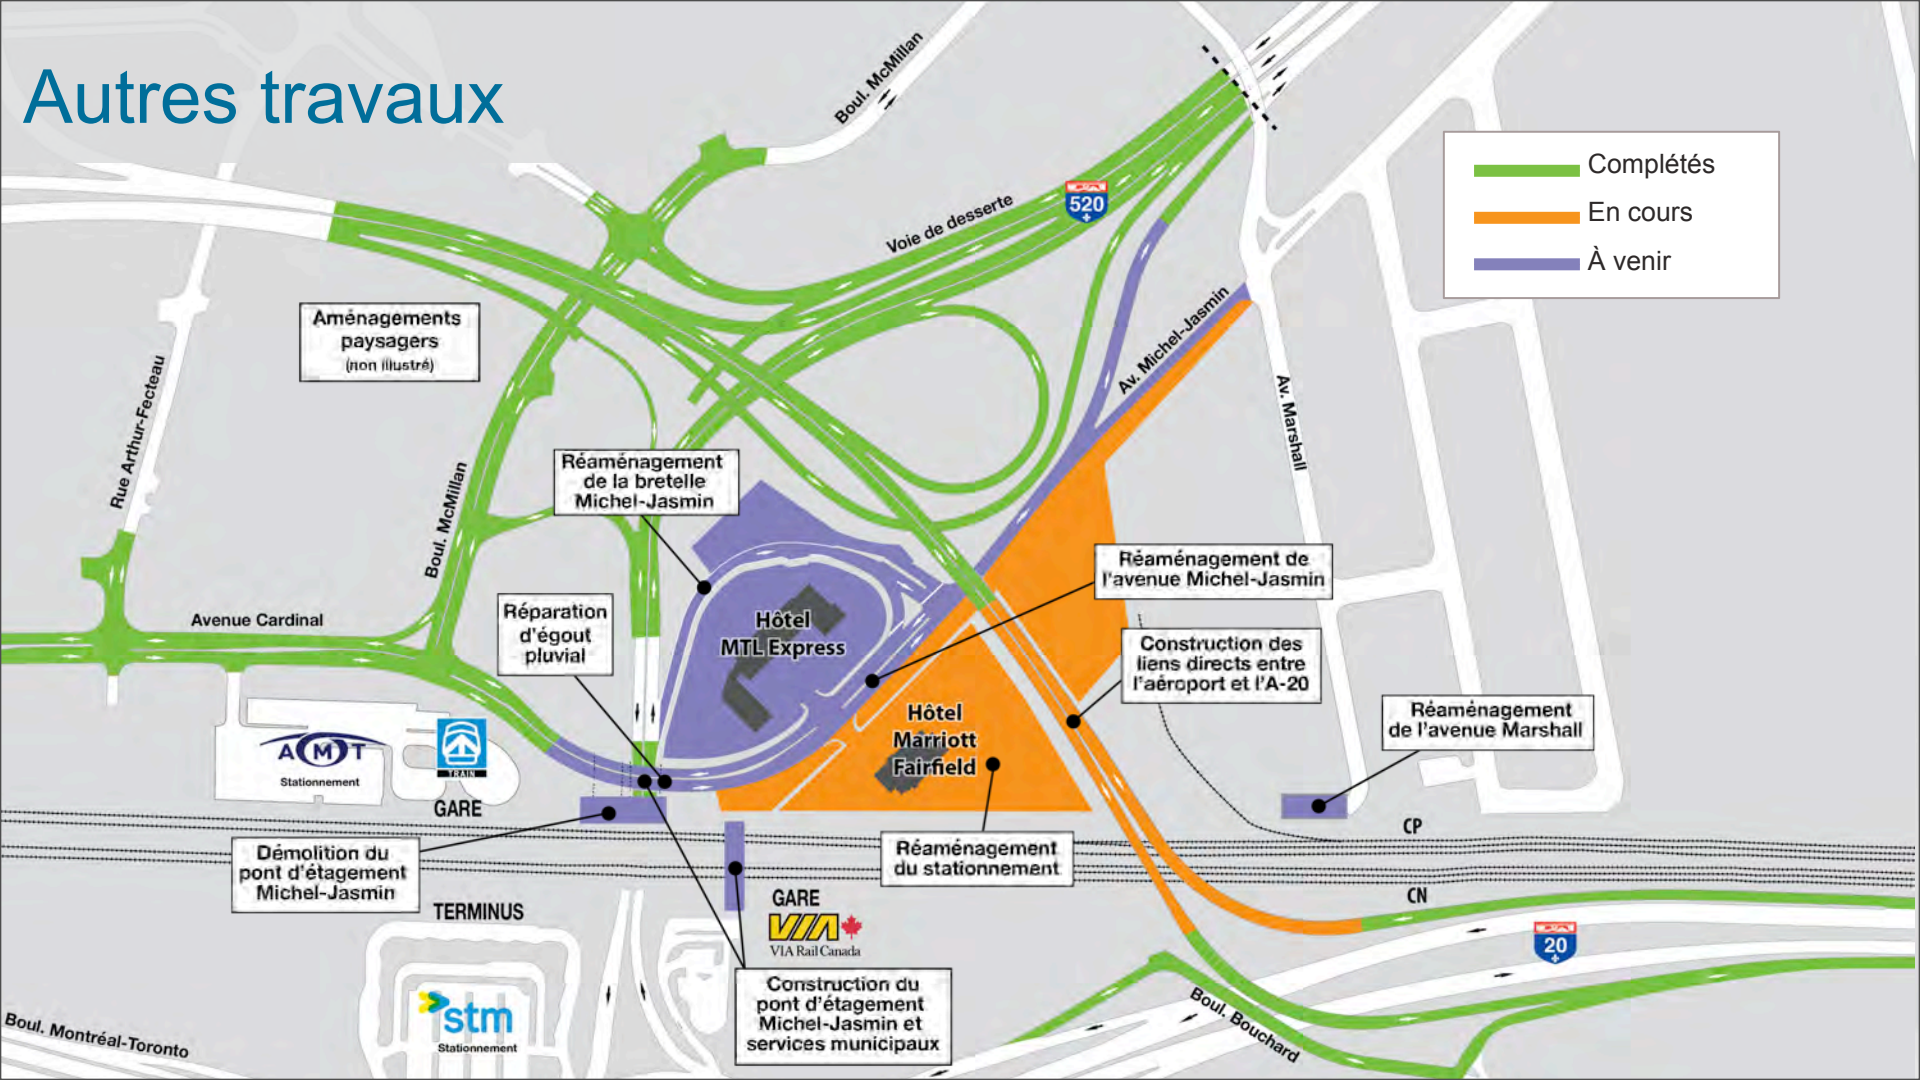 Autres travaux
Boul. McMillan
Complétés
En cours
À venir
520
Voie de desserte
Aménagements
paysagers
(non illustré)
Av. Michel-Jasmin
Rue Arthur-Fecteau
Av. Marshall
Réaménagement
de la bretelle
Michel-Jasmin
Boul. McMillan
Réaménagement de
l'avenue Michel-Jasmin
Réparation
d'égout
pluvial
Avenue Cardinal
Hôtel
MTL Express
Construction des
liens directs entre
l'aéroport et l'A-20
Hôtel
Marriott
Fairfield
Réaménagement
de l'avenue Marshall
AMT
Stationnement
TRAIN
GARE
CP
Démolition du
pont d'étagement
Michel-Jasmin
Réaménagement
du stationnement
CN
TERMINUS
GARE
VIA
VIA Rail Canada
20
stm
Stationnement
Construction du
pont d'étagement
Michel-Jasmin et
services municipaux
Boul. Bouchard
Boul. Montréal-Toronto